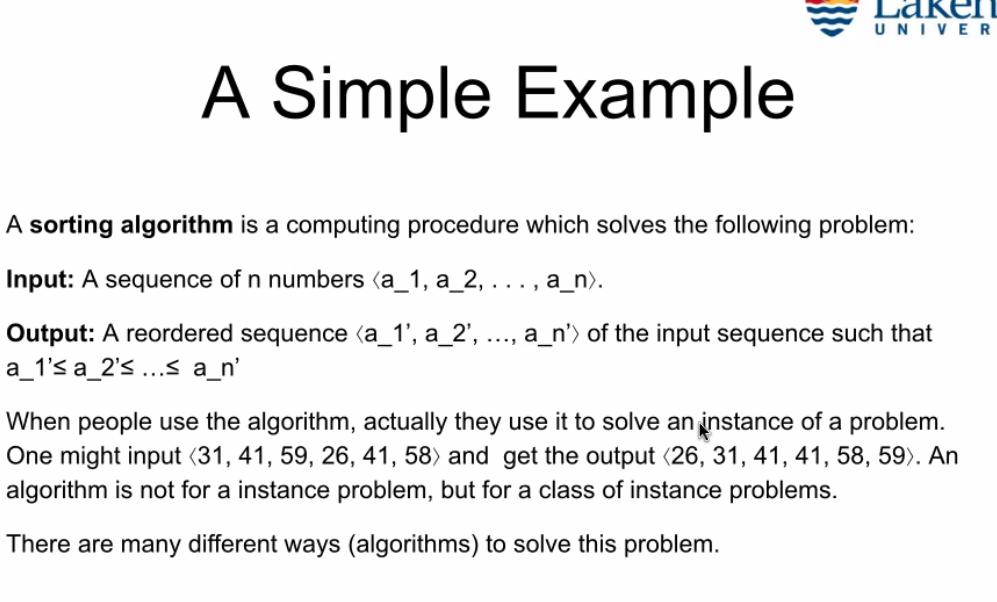 A Simple Example
A sorting algorithm is a computing procedure which solves the following problem:
Input: A sequence of n numbers ⟨a_1, a_2, . . . , a_n⟩.
Output: A reordered sequence ⟨a_1’, a_2’, …, a_n’⟩ of the input sequence such that
a_1’≤ a_2’≤ …≤ a_n’
When people use the algorithm, actually they use it to solve an instance of a problem.
One might input ⟨31, 41, 59, 26, 41, 58⟩ and get the output ⟨26, 31, 41, 41, 58, 59⟩. An
algorithm is not for a instance problem, but for a class of instance problems.
There are many different ways (algorithms) to solve this problem.